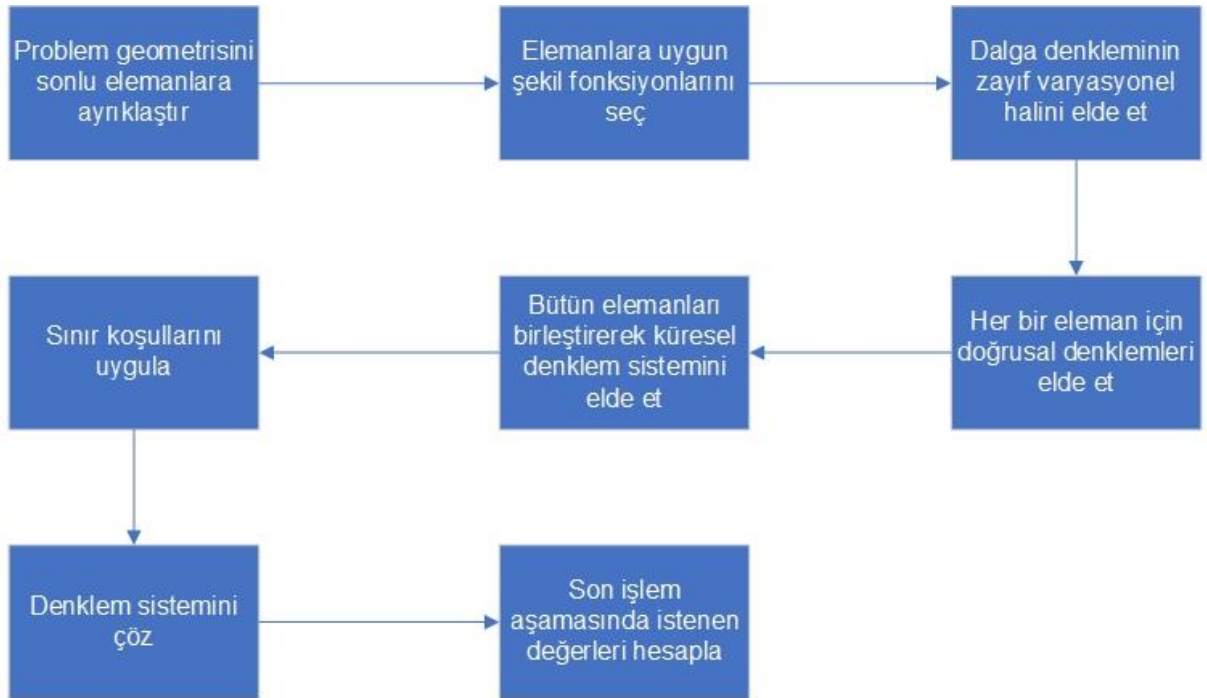 Problem geometrisini
sonlu elemanlara
ayrıklaştır
Elemanlara uygun
şekil fonksiyonlarını
seç
Dalga denkleminin
zayıf varyasyonel
halini elde et
Her bir eleman için
doğrusal denklemleri
elde et
Bütün elemanları
birleştirerek küresel
denklem sistemini
elde et
Sınır koşullarını
uygula
Denklem sistemini
çöz
Son işlem
aşamasında istenen
değerleri hesapla